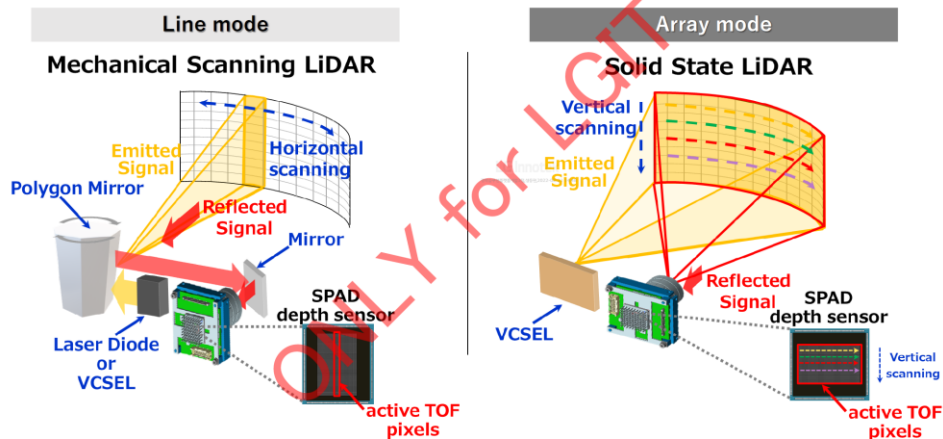 Line mode
Mechanical Scanning LiDAR
Emitted
Signal
Horizontal
scanning
Polygon Mirror
Reflected
Signal
Mirror
Laser Diode
or
VCSEL
SPAD
depth sensor
active TOF
pixels
Array mode
Solid State LiDAR
Vertical
scanning
Emitted
Signal
Reflected
Signal
VCSEL
SPAD
depth sensor
Vertical
scanning
active TOF
pixels
ONLY for LGIT